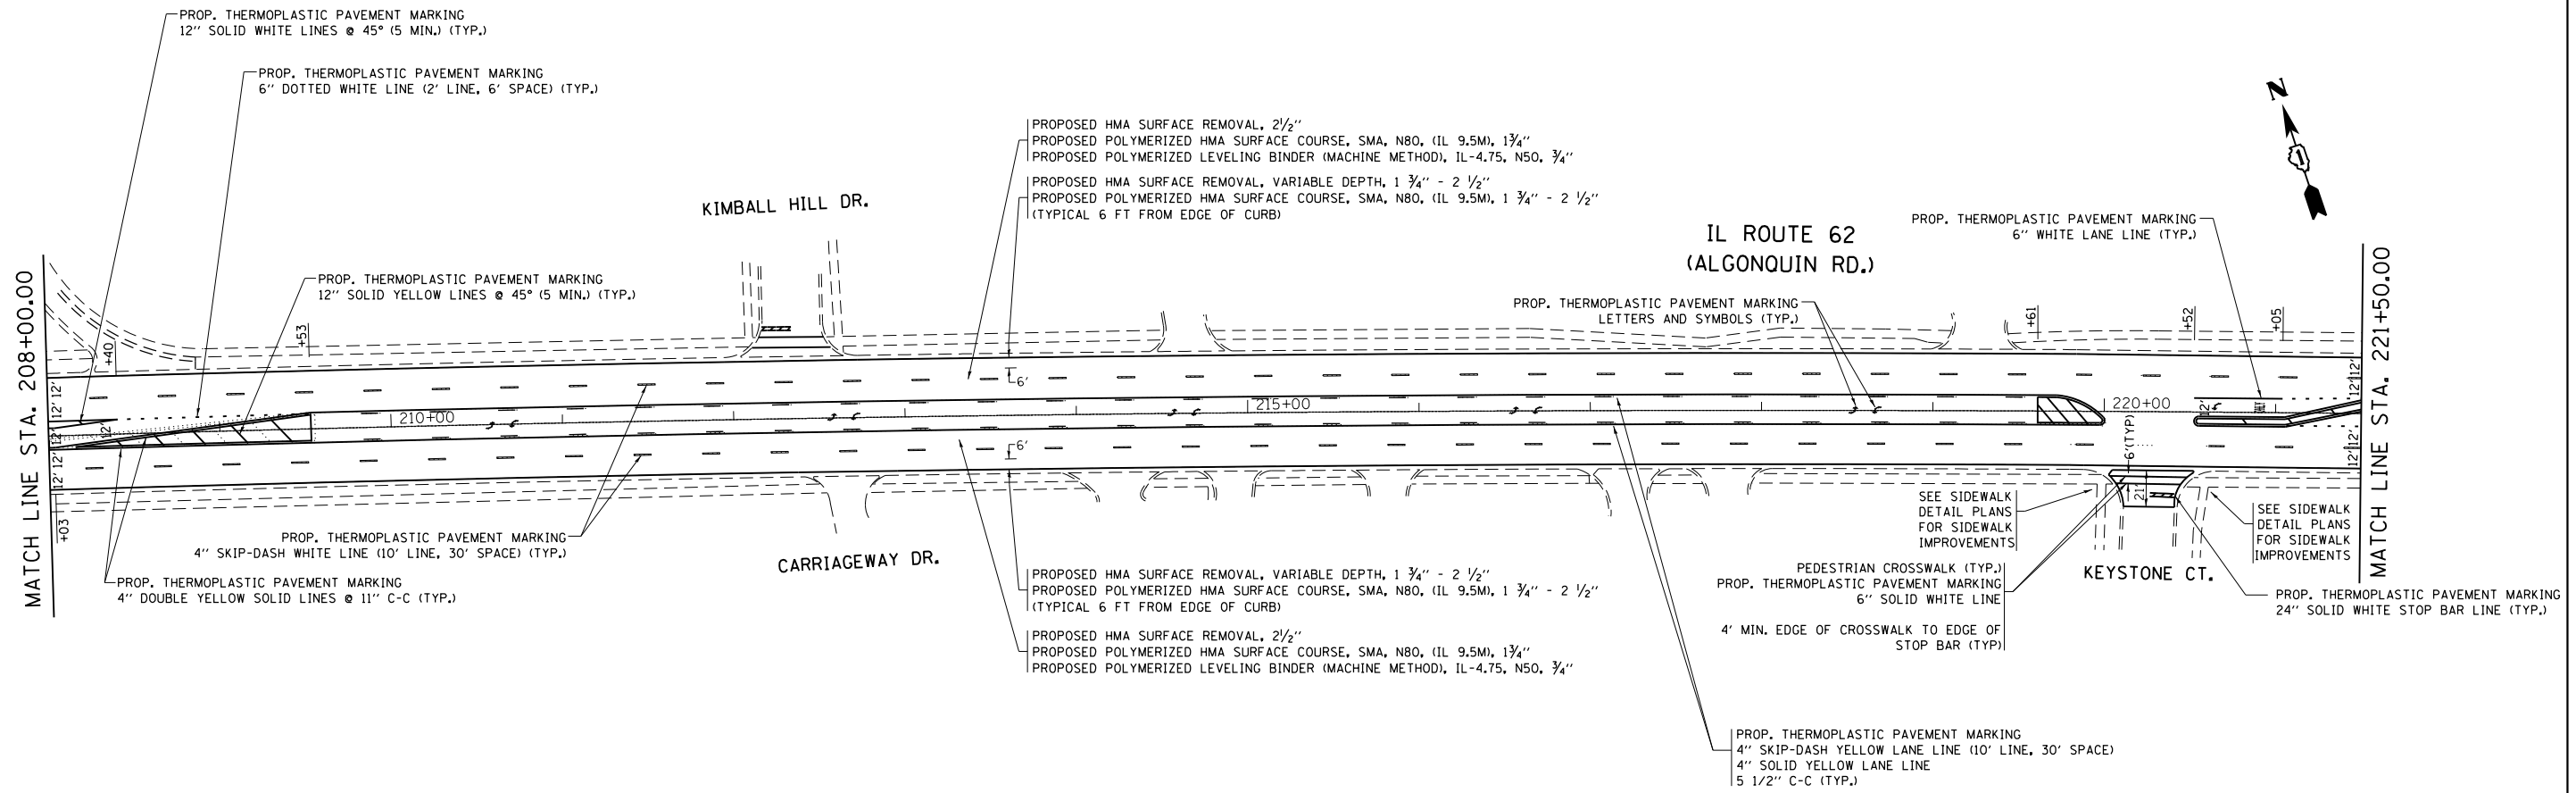 PROP. THERMOPLASTIC PAVEMENT MARKING
12" SOLID WHITE LINES @ 45° (5 MIN.) (TYP.)
PROP. THERMOPLASTIC PAVEMENT MARKING
6" DOTTED WHITE LINE (2' LINE, 6' SPACE) (TYP.)
PROPOSED HMA SURFACE REMOVAL, 2 1/2"
PROPOSED POLYMERIZED HMA SURFACE COURSE, SMA, N80, (IL 9.5M), 1 3/4"
PROPOSED POLYMERIZED LEVELING BINDER (MACHINE METHOD), IL-4.75, N50, 3/4"
PROPOSED HMA SURFACE REMOVAL, VARIABLE DEPTH, 1 3/4" - 2 1/2"
PROPOSED POLYMERIZED HMA SURFACE COURSE, SMA, N80, (IL 9.5M), 1 3/4" - 2 1/2"
(TYPICAL 6 FT FROM EDGE OF CURB)
N
1
KIMBALL HILL DR.
IL ROUTE 62
(ALGONQUIN RD.)
PROP. THERMOPLASTIC PAVEMENT MARKING
6" WHITE LANE LINE (TYP.)
PROP. THERMOPLASTIC PAVEMENT MARKING
12" SOLID YELLOW LINES @ 45° (5 MIN.) (TYP.)
PROP. THERMOPLASTIC PAVEMENT MARKING
LETTERS AND SYMBOLS (TYP.)
MATCH LINE STA. 208+00.00
+40
+53
+61
+52
+05
MATCH LINE STA. 221+50.00
12'
12'
12'
12'
12'
12'
12'
6'
6'
210+00
215+00
220+00
12'
12'
12'
12'
12'
6'(TYP)
21'
+03
PROP. THERMOPLASTIC PAVEMENT MARKING
4" SKIP-DASH WHITE LINE (10' LINE, 30' SPACE) (TYP.)
PROP. THERMOPLASTIC PAVEMENT MARKING
4" DOUBLE YELLOW SOLID LINES @ 11" C-C (TYP.)
CARRIAGEWAY DR.
PROPOSED HMA SURFACE REMOVAL, VARIABLE DEPTH, 1 3/4" - 2 1/2"
PROPOSED POLYMERIZED HMA SURFACE COURSE, SMA, N80, (IL 9.5M), 1 3/4" - 2 1/2"
(TYPICAL 6 FT FROM EDGE OF CURB)
PROPOSED HMA SURFACE REMOVAL, 2 1/2"
PROPOSED POLYMERIZED HMA SURFACE COURSE, SMA, N80, (IL 9.5M), 1 3/4"
PROPOSED POLYMERIZED LEVELING BINDER (MACHINE METHOD), IL-4.75, N50, 3/4"
SEE SIDEWALK
DETAIL PLANS
FOR SIDEWALK
IMPROVEMENTS
SEE SIDEWALK
DETAIL PLANS
FOR SIDEWALK
IMPROVEMENTS
KEYSTONE CT.
PEDESTRIAN CROSSWALK (TYP.)
PROP. THERMOPLASTIC PAVEMENT MARKING
6" SOLID WHITE LINE
4' MIN. EDGE OF CROSSWALK TO EDGE OF
STOP BAR (TYP)
PROP. THERMOPLASTIC PAVEMENT MARKING
24" SOLID WHITE STOP BAR LINE (TYP.)
PROP. THERMOPLASTIC PAVEMENT MARKING
4" SKIP-DASH YELLOW LANE LINE (10' LINE, 30' SPACE)
4" SOLID YELLOW LANE LINE
5 1/2" C-C (TYP.)